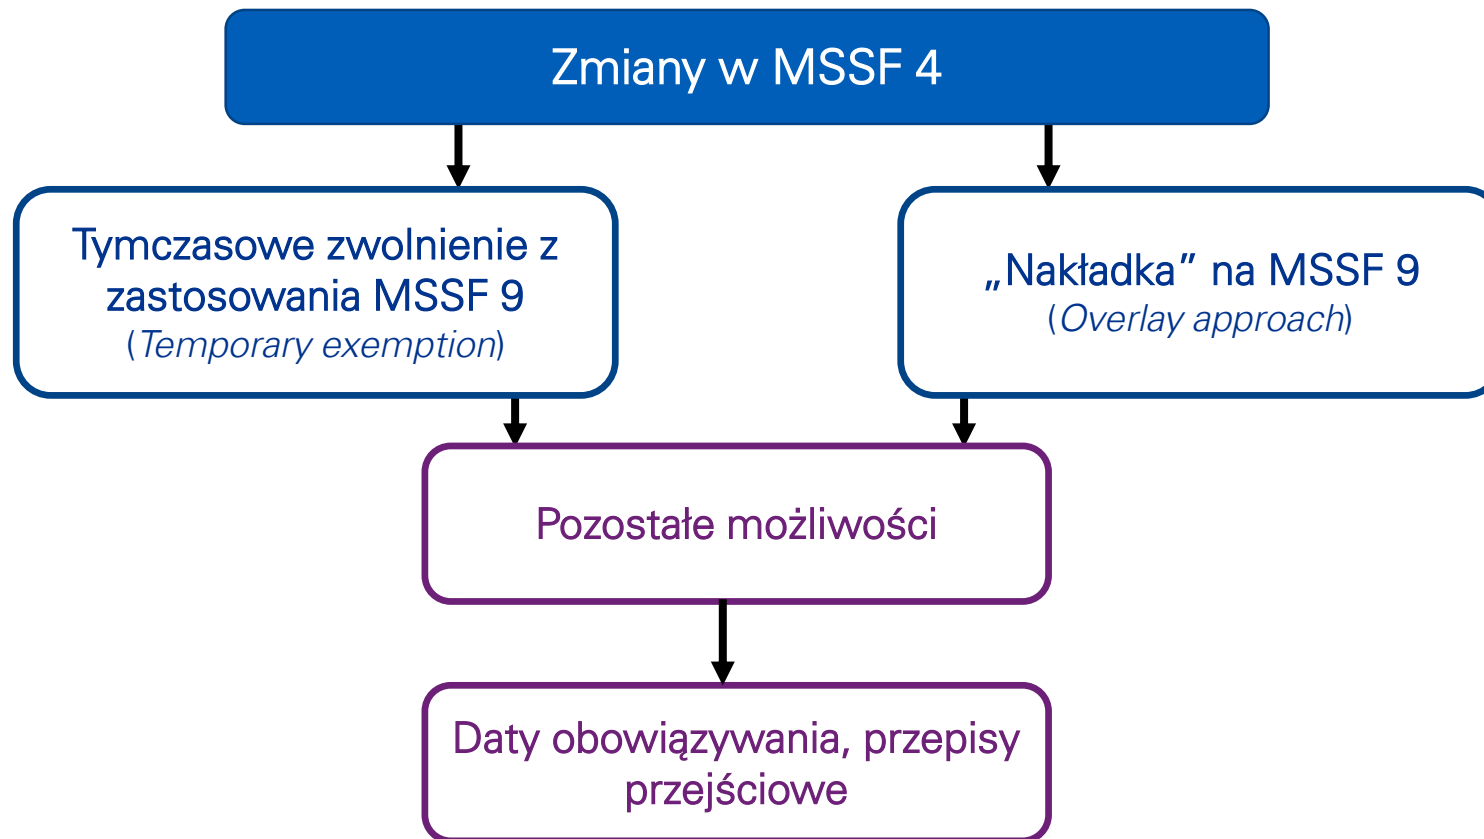 Zmiany w MSSF 4
Tymczasowe zwolnienie z
zastosowania MSSF 9
(Temporary exemption)
„Nakładka” na MSSF 9
(Overlay approach)
Pozostałe możliwości
Daty obowiązywania, przepisy
przejściowe